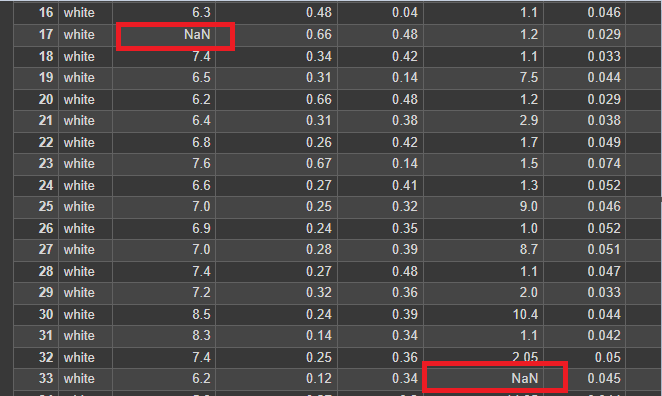 16 white 6.3 0.48 0.04 1.1 0.046
17 white NaN 0.66 0.48 1.2 0.029
18 white 7.4 0.34 0.42 1.1 0.033
19 white 6.5 0.31 0.14 7.5 0.044
20 white 6.2 0.66 0.48 1.2 0.029
21 white 6.4 0.31 0.38 2.9 0.038
22 white 6.8 0.26 0.42 1.7 0.049
23 white 7.6 0.67 0.14 1.5 0.074
24 white 6.6 0.27 0.41 1.3 0.052
25 white 7.0 0.25 0.32 9.0 0.046
26 white 6.9 0.24 0.35 1.0 0.052
27 white 7.0 0.28 0.39 8.7 0.051
28 white 7.4 0.27 0.48 1.1 0.047
29 white 7.2 0.32 0.36 2.0 0.033
30 white 8.5 0.24 0.39 10.4 0.044
31 white 8.3 0.14 0.34 1.1 0.042
32 white 7.4 0.25 0.36 2.05 0.05
33 white 6.2 0.12 0.34 NaN 0.045